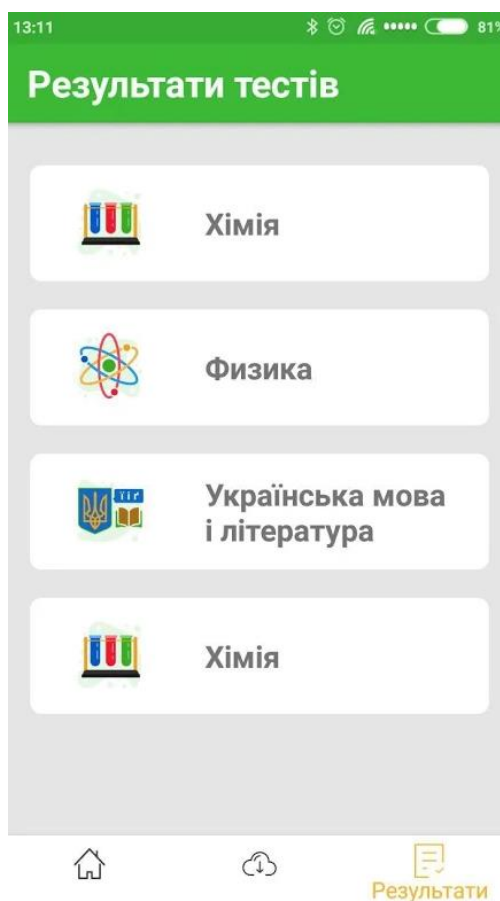 13:11
81%
Результати тестів
Хімія
Физика
Українська мова
і література
Хімія
Результати